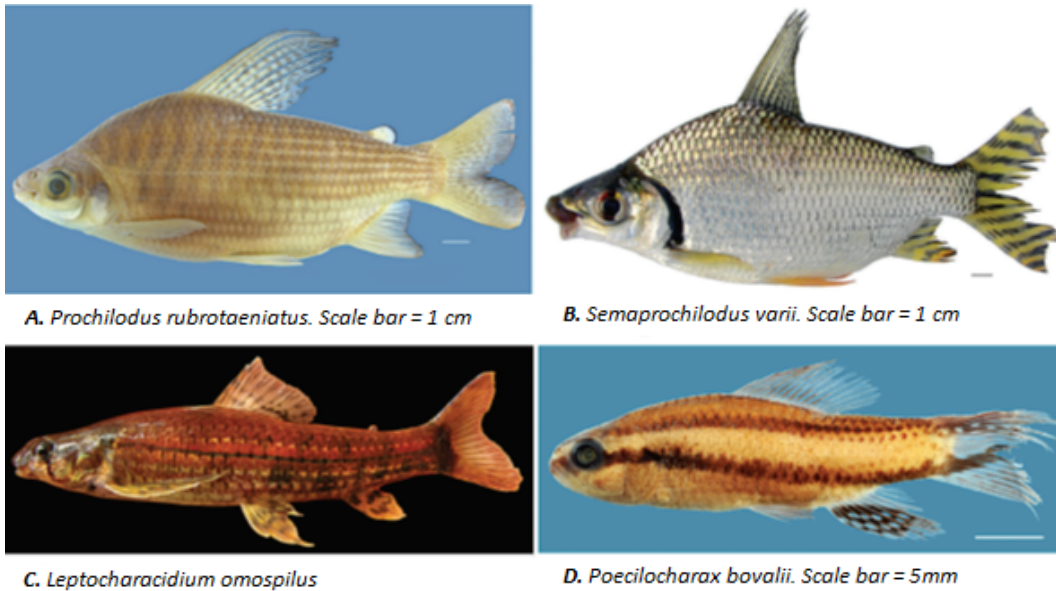 A. Prochilodus rubrotaeniatus. Scale bar = 1 cm
B. Semaprochilodus varii. Scale bar = 1 cm
C. Leptocharacidium omospilus
D. Poecilocharax bovalii. Scale bar = 5mm